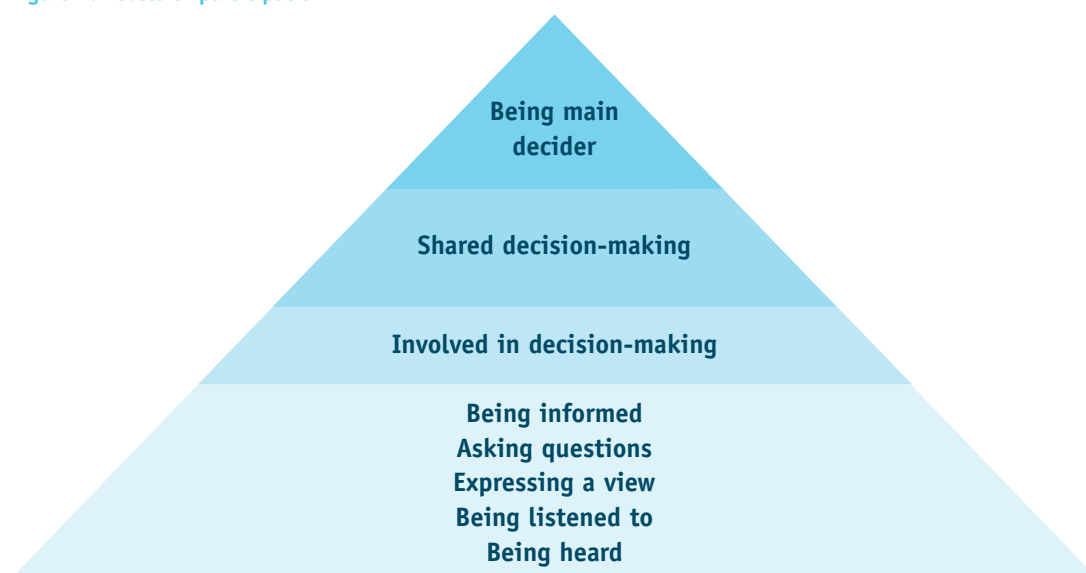 Being main
decider
Shared decision-making
Involved in decision-making
Being informed
Asking questions
Expressing a view
Being listened to
Being heard